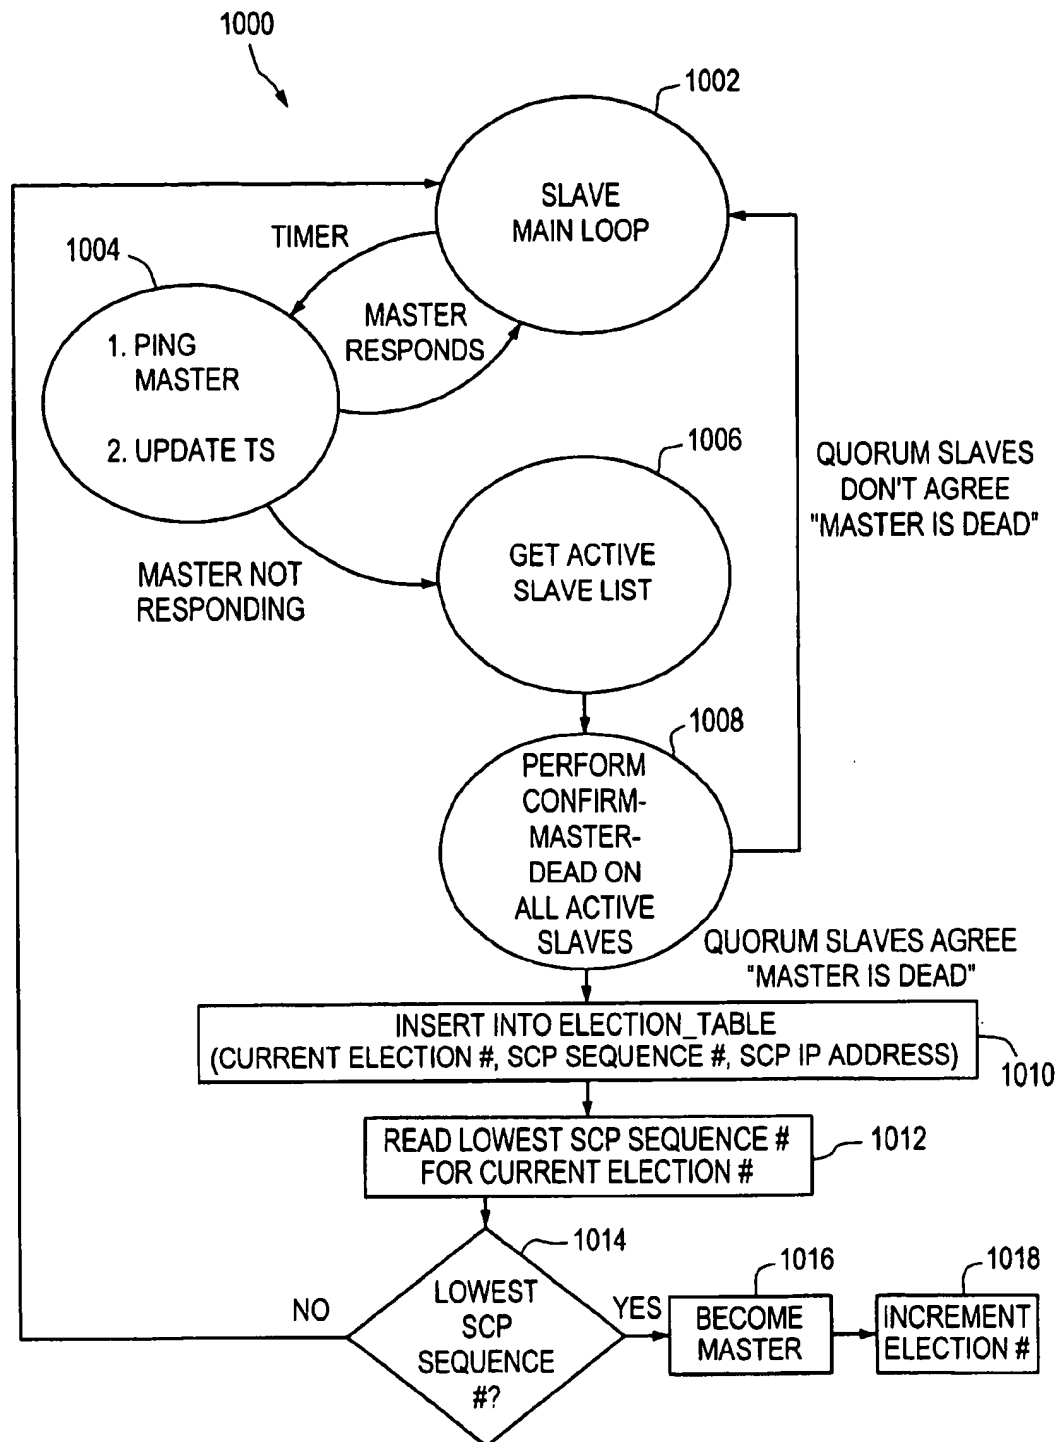 1000
1002
SLAVE
MAIN LOOP
TIMER
1004
MASTER
RESPONDS
1. PING
MASTER
2. UPDATE TS
1006
QUORUM SLAVES
DON'T AGREE
"MASTER IS DEAD"
GET ACTIVE
SLAVE LIST
MASTER NOT
RESPONDING
1008
PERFORM
CONFIRM-
MASTER-
DEAD ON
ALL ACTIVE
SLAVES
QUORUM SLAVES AGREE
"MASTER IS DEAD"
INSERT INTO ELECTION_TABLE
(CURRENT ELECTION #, SCP SEQUENCE #, SCP IP ADDRESS)
1010
READ LOWEST SCP SEQUENCE #
FOR CURRENT ELECTION #
1012
1014
LOWEST
SCP
SEQUENCE
#?
NO
YES
1016
BECOME
MASTER
1018
INCREMENT
ELECTION #